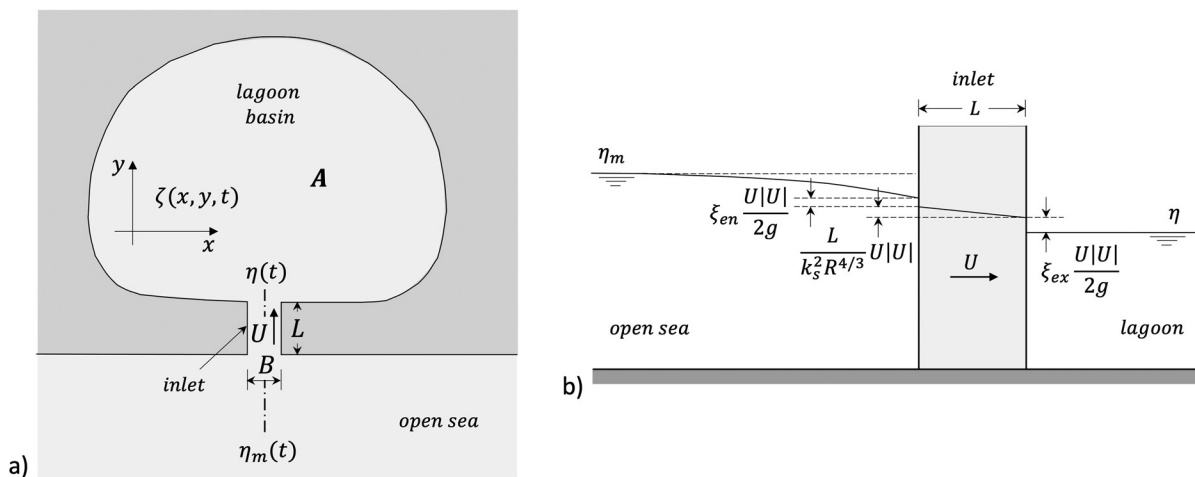 lagoon
basin
y
A
ζ(x, y, t)
x
η(t)
U
L
B
inlet
open sea
η_m(t)
a)
inlet
L
η_m
ξ_en U|U|/2g
L/(k_s^2 R^{4/3}) U|U|
η
U
ξ_ex U|U|/2g
open sea
lagoon
b)